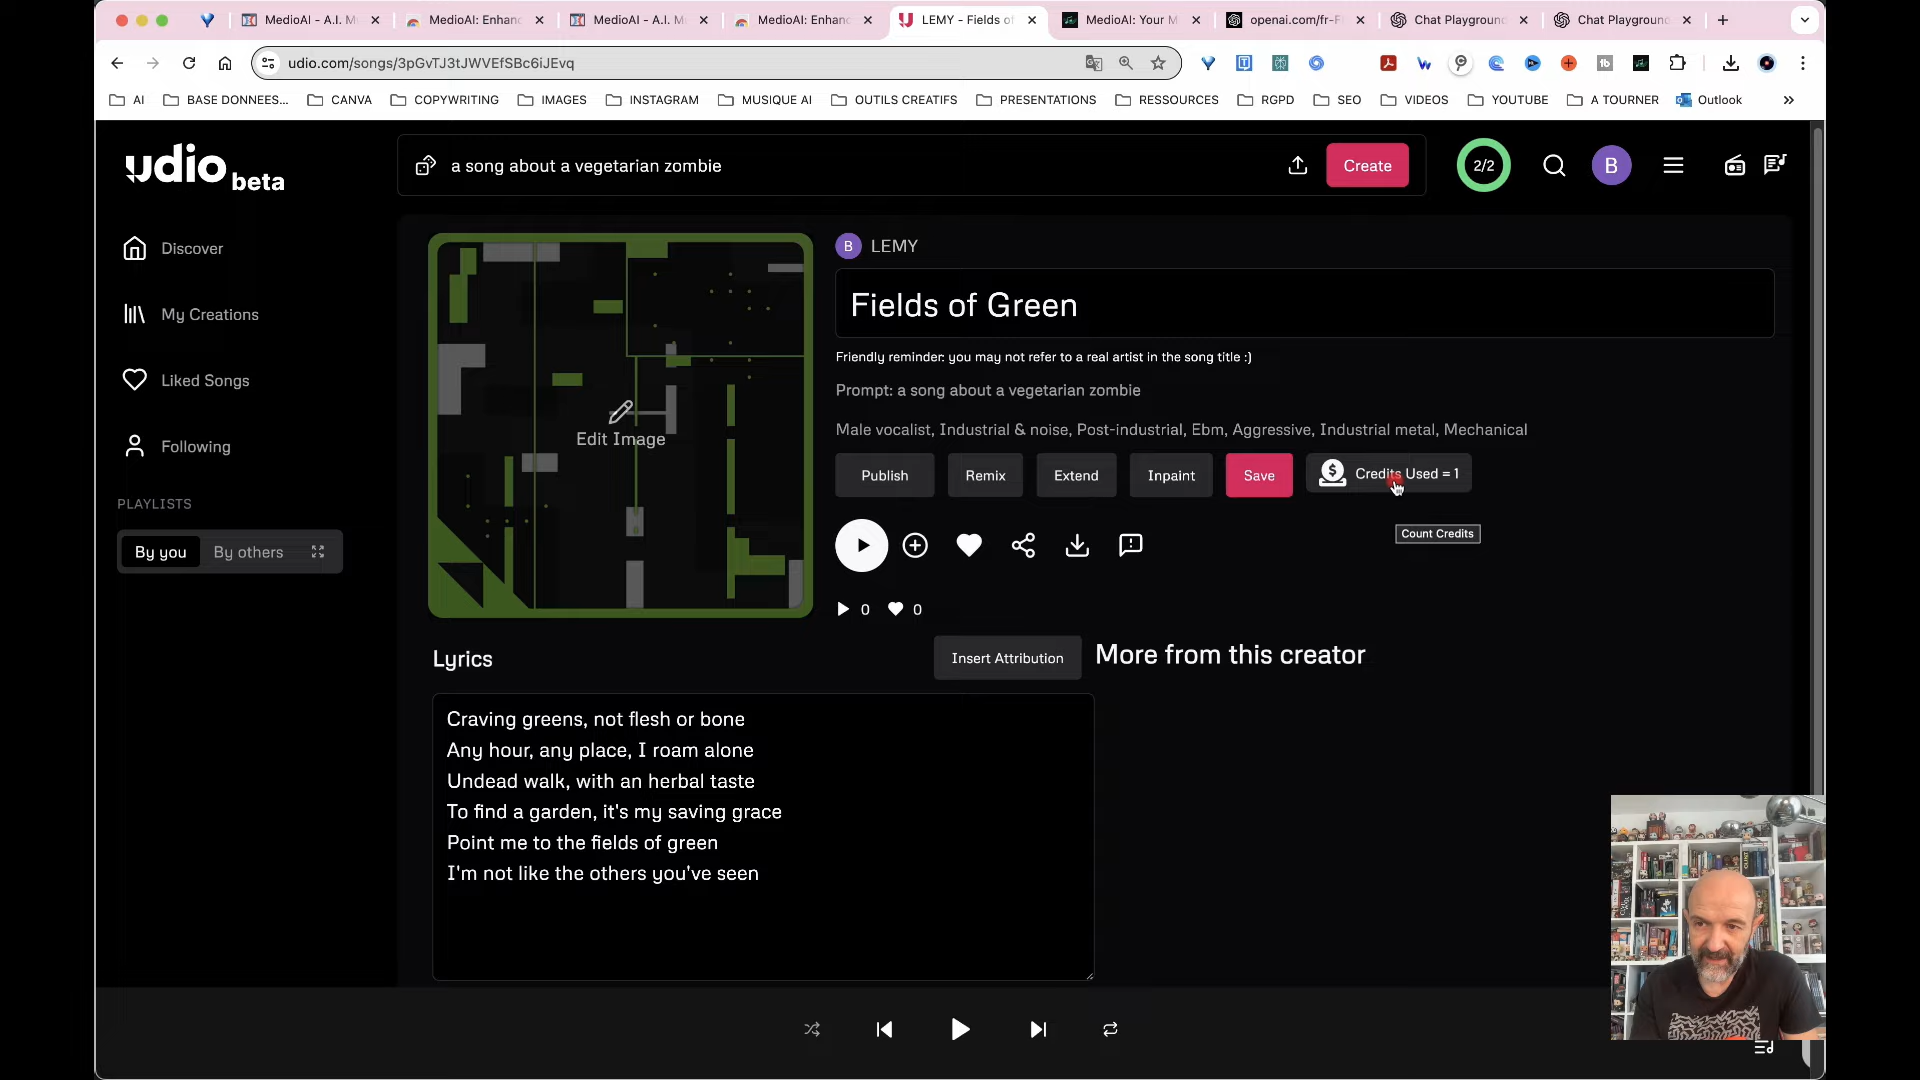 MedioAI - A.I. M
MedioAI: Enhanc
MedioAI - A.I. M
MedioAI: Enhanc
LEMY - Fields of
MedioAI: Your M
openai.com/fr-F
Chat Playground
Chat Playground
udio.com/songs/3pGvTJ3tJWVEfSBc6iJEvq
AI
BASE DONNEES...
CANVA
COPYWRITING
IMAGES
INSTAGRAM
MUSIQUE AI
OUTILS CREATIFS
PRESENTATIONS
RESSOURCES
RGPD
SEO
VIDEOS
YOUTUBE
A TOURNER
Outlook
udio beta
a song about a vegetarian zombie
Create
2/2
B
Discover
My Creations
Liked Songs
Following
PLAYLISTS
By you
By others
Edit Image
B LEMY
Fields of Green
Friendly reminder: you may not refer to a real artist in the song title :)
Prompt: a song about a vegetarian zombie
Male vocalist, Industrial & noise, Post-industrial, Ebm, Aggressive, Industrial metal, Mechanical
Publish
Remix
Extend
Inpaint
Save
Credits Used = 1
Count Credits
0
0
Lyrics
Insert Attribution
More from this creator
Craving greens, not flesh or bone
Any hour, any place, I roam alone
Undead walk, with an herbal taste
To find a garden, it's my saving grace
Point me to the fields of green
I'm not like the others you've seen